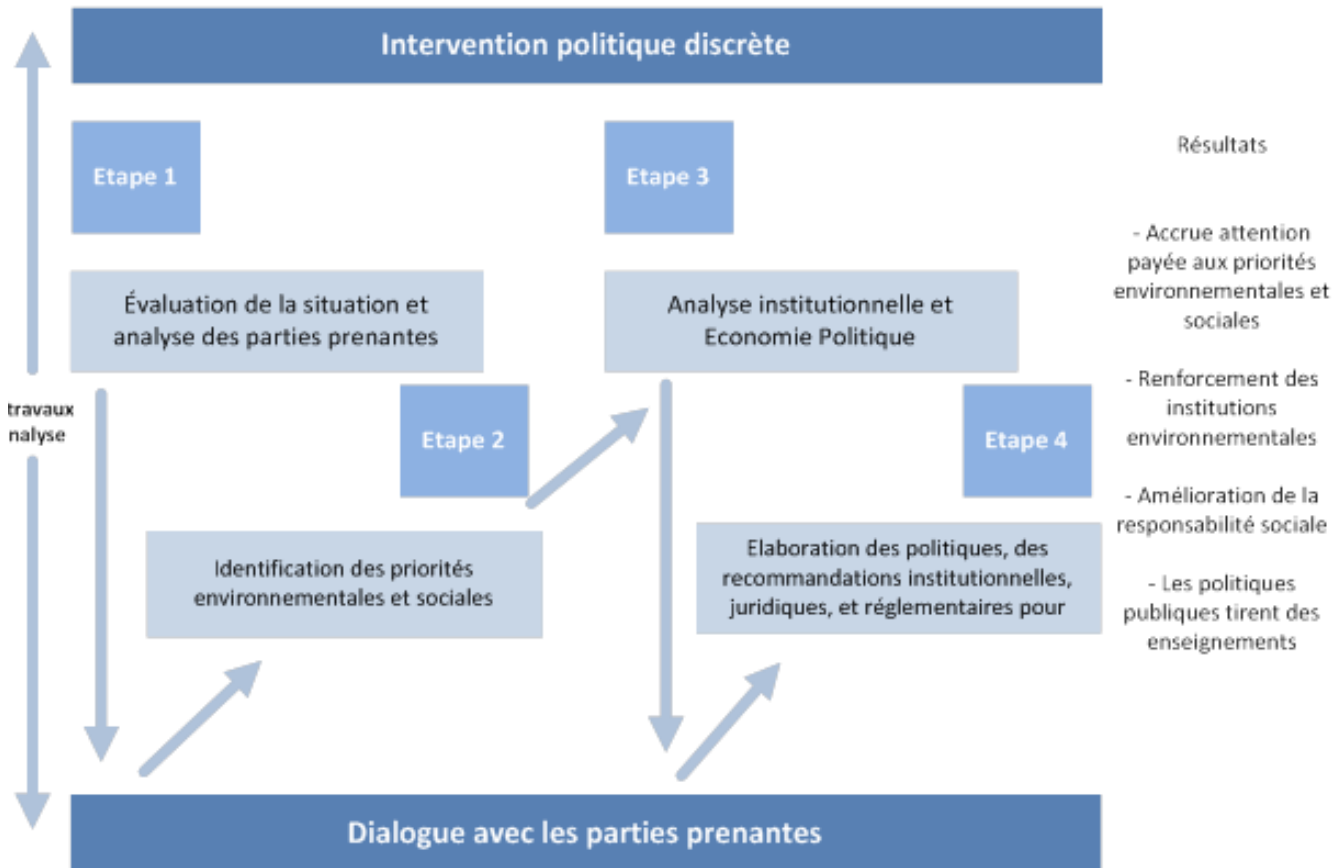 Intervention politique discrète
Etape 1
Évaluation de la situation et
analyse des parties prenantes
Etape 2
Identification des priorités
environnementales et sociales
Etape 3
Analyse institutionnelle et
Economie Politique
Etape 4
Elaboration des politiques, des
recommandations institutionnelles,
juridiques, et réglementaires pour
Résultats
- Accrue attention
payée aux priorités
environnementales et
sociales
- Renforcement des
institutions
environnementales
- Amélioration de la
responsabilité sociale
- Les politiques
publiques tirent des
enseignements
travaux
nalyse
Dialogue avec les parties prenantes